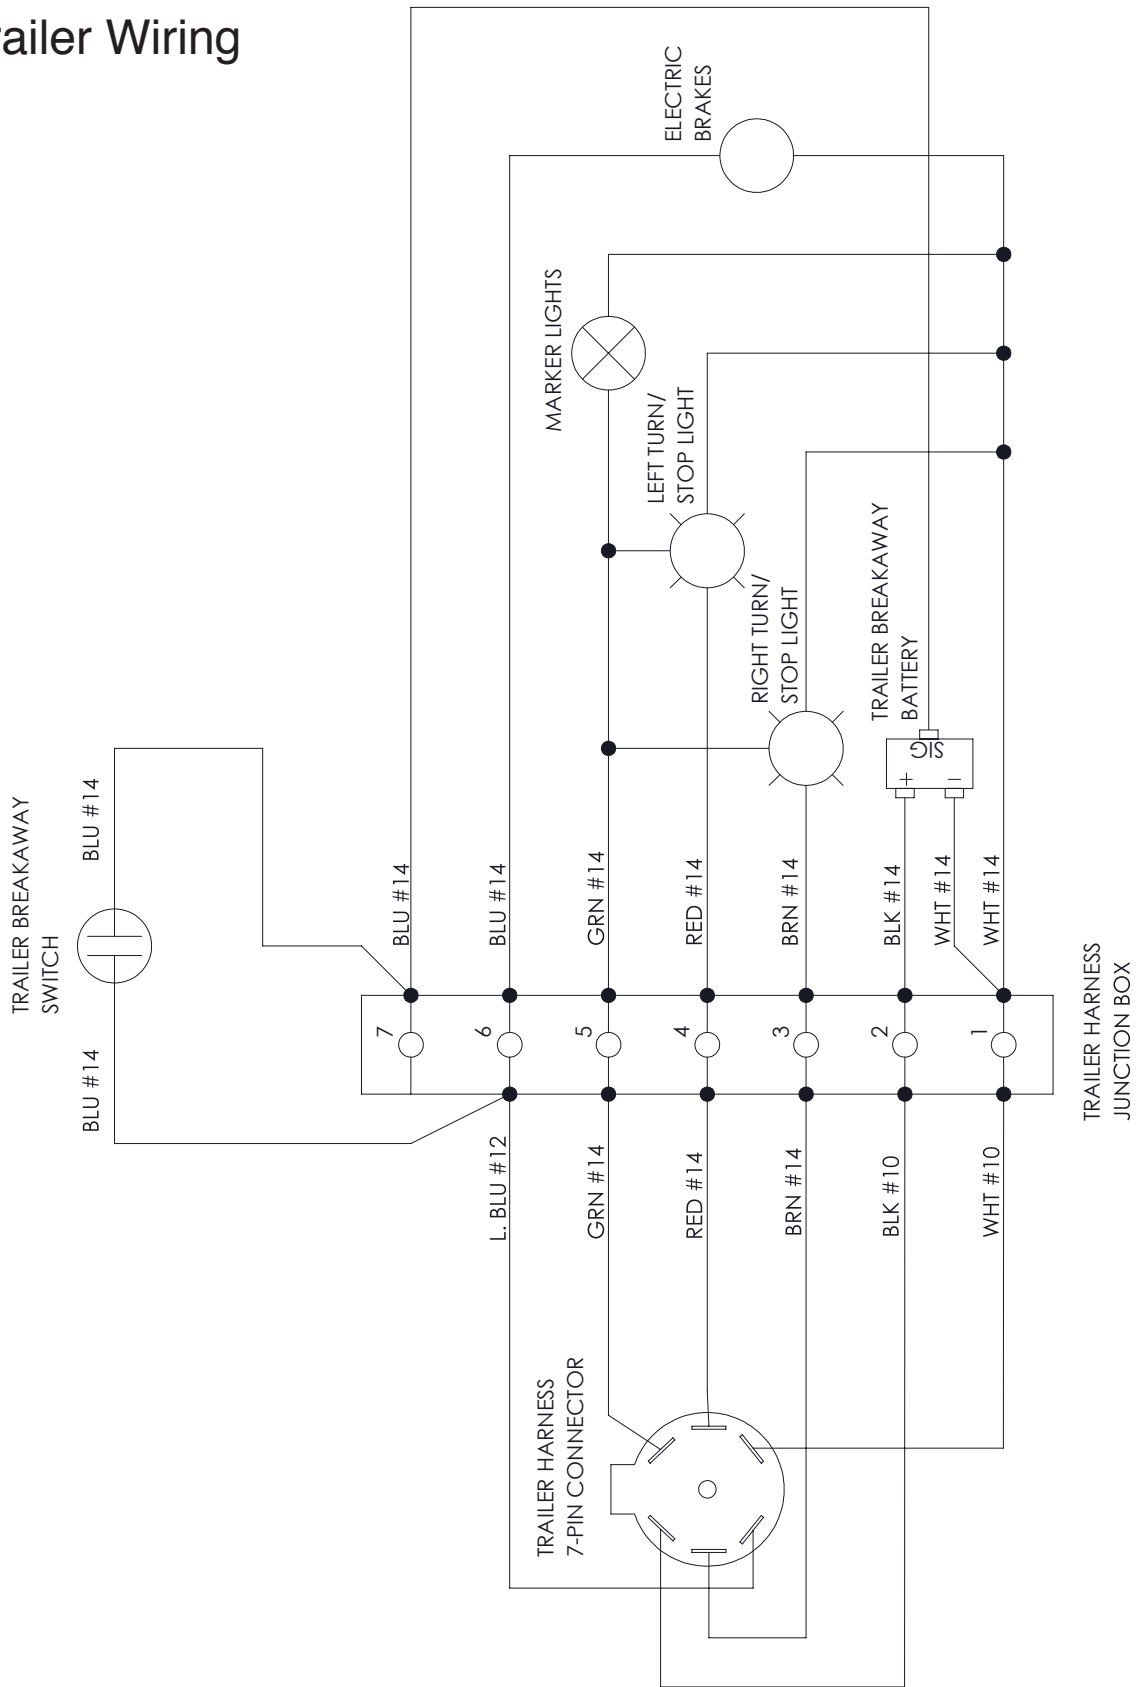 railer Wiring
ELECTRIC
BRAKES
MARKER LIGHTS
LEFT TURN/
STOP LIGHT
RIGHT TURN/
STOP LIGHT
TRAILER BREAKAWAY
BATTERY
SIG
+
−
TRAILER BREAKAWAY
SWITCH
BLU #14
BLU #14
BLU #14
BLU #14
GRN #14
RED #14
BRN #14
BLK #14
WHT #14
WHT #14
7
6
5
4
3
2
1
TRAILER HARNESS
JUNCTION BOX
L. BLU #12
GRN #14
RED #14
BRN #14
BLK #10
WHT #10
TRAILER HARNESS
7-PIN CONNECTOR